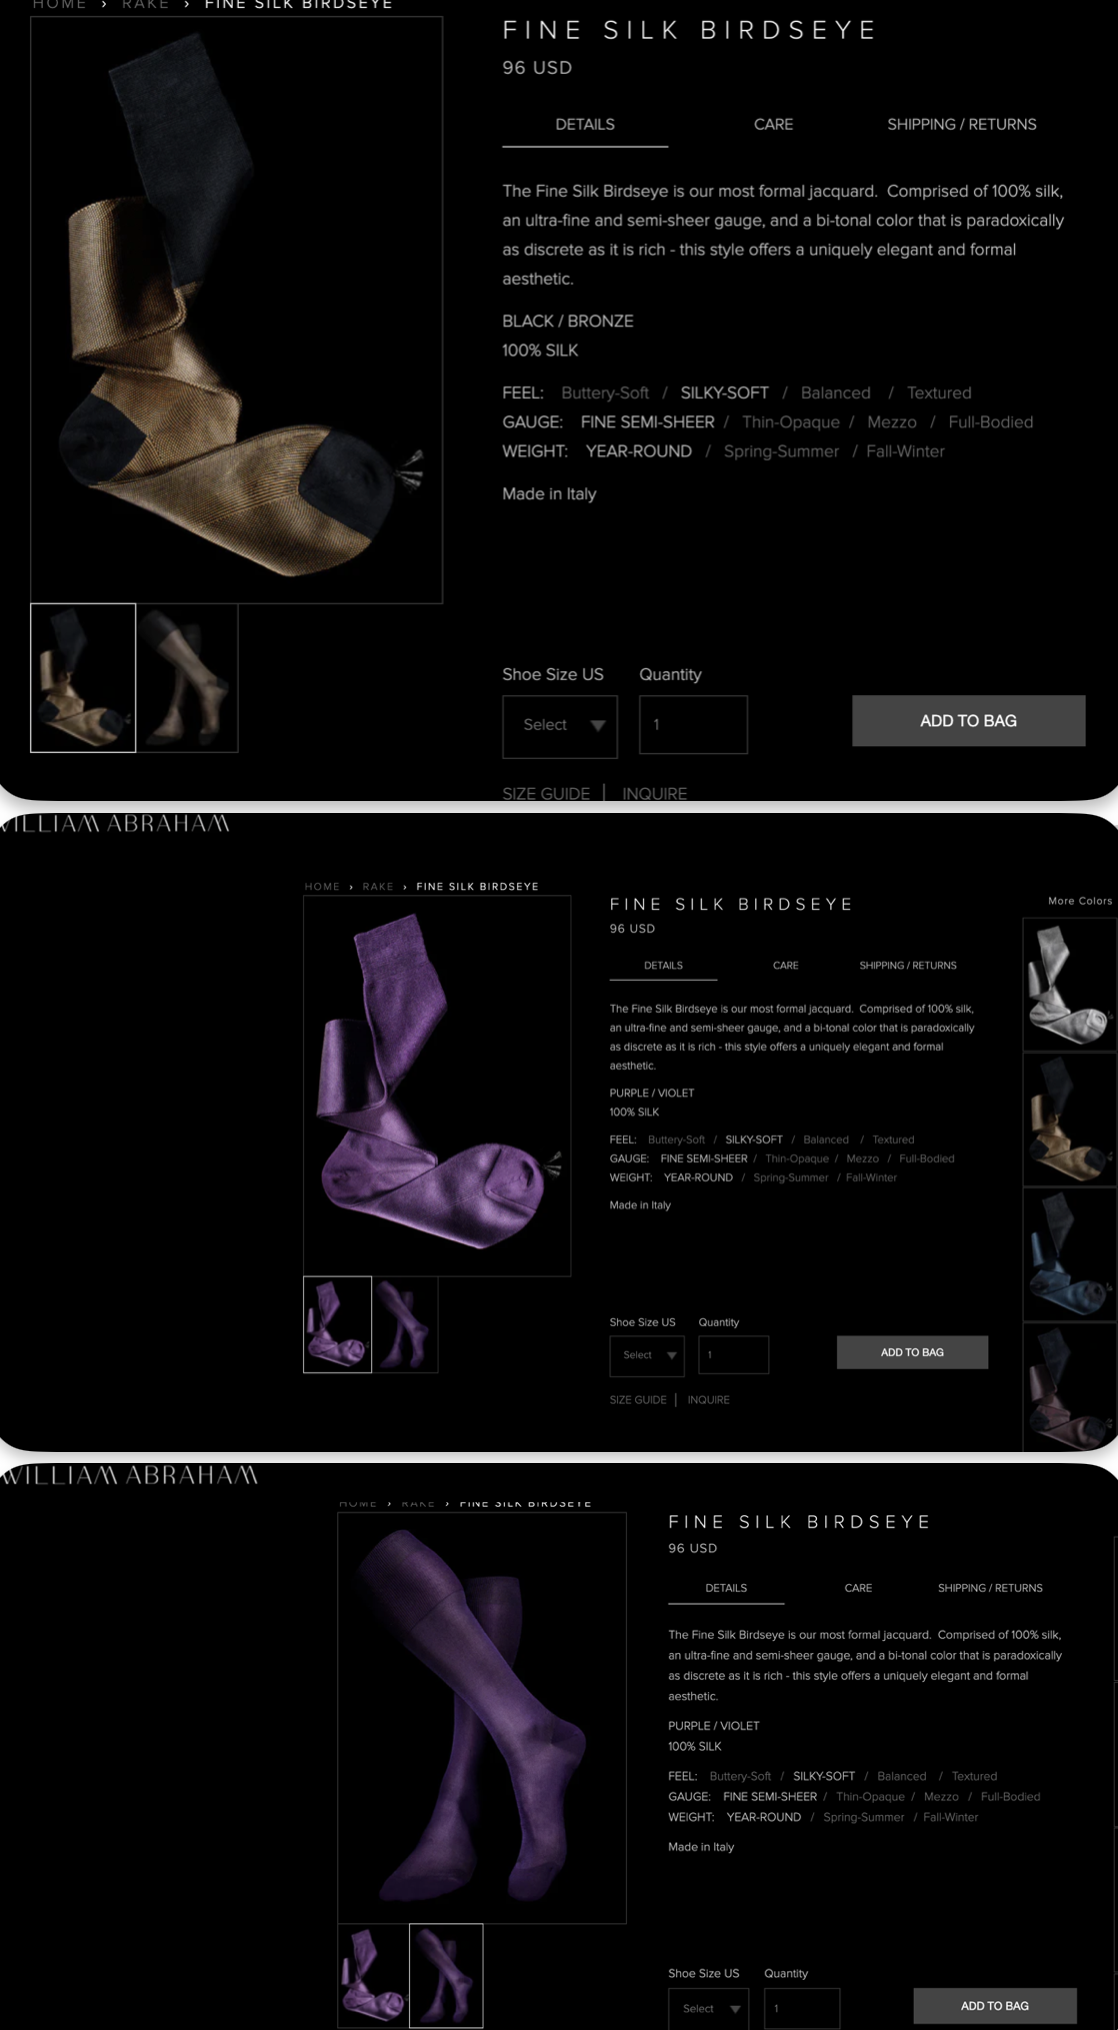 HOME › RAKE › FINE SILK BIRDSEYE
FINE SILK BIRDSEYE
96 USD
DETAILS CARE SHIPPING / RETURNS
The Fine Silk Birdseye is our most formal jacquard. Comprised of 100% silk,
an ultra-fine and semi-sheer gauge, and a bi-tonal color that is paradoxically
as discrete as it is rich - this style offers a uniquely elegant and formal
aesthetic.
BLACK / BRONZE
100% SILK
FEEL: Buttery-Soft / SILKY-SOFT / Balanced / Textured
GAUGE: FINE SEMI-SHEER / Thin-Opaque / Mezzo / Full-Bodied
WEIGHT: YEAR-ROUND / Spring-Summer / Fall-Winter
Made in Italy
Shoe Size US Quantity
Select 1 ADD TO BAG
SIZE GUIDE | INQUIRE
WILLIAM ABRAHAM
HOME › RAKE › FINE SILK BIRDSEYE
FINE SILK BIRDSEYE
More Colors
96 USD
DETAILS CARE SHIPPING / RETURNS
The Fine Silk Birdseye is our most formal jacquard. Comprised of 100% silk,
an ultra-fine and semi-sheer gauge, and a bi-tonal color that is paradoxically
as discrete as it is rich - this style offers a uniquely elegant and formal
aesthetic.
PURPLE / VIOLET
100% SILK
FEEL: Buttery-Soft / SILKY-SOFT / Balanced / Textured
GAUGE: FINE SEMI-SHEER / Thin-Opaque / Mezzo / Full-Bodied
WEIGHT: YEAR-ROUND / Spring-Summer / Fall-Winter
Made in Italy
Shoe Size US Quantity
Select 1 ADD TO BAG
SIZE GUIDE | INQUIRE
WILLIAM ABRAHAM
HOME › RAKE › FINE SILK BIRDSEYE
FINE SILK BIRDSEYE
96 USD
DETAILS CARE SHIPPING / RETURNS
The Fine Silk Birdseye is our most formal jacquard. Comprised of 100% silk,
an ultra-fine and semi-sheer gauge, and a bi-tonal color that is paradoxically
as discrete as it is rich - this style offers a uniquely elegant and formal
aesthetic.
PURPLE / VIOLET
100% SILK
FEEL: Buttery-Soft / SILKY-SOFT / Balanced / Textured
GAUGE: FINE SEMI-SHEER / Thin-Opaque / Mezzo / Full-Bodied
WEIGHT: YEAR-ROUND / Spring-Summer / Fall-Winter
Made in Italy
Shoe Size US Quantity
Select 1 ADD TO BAG